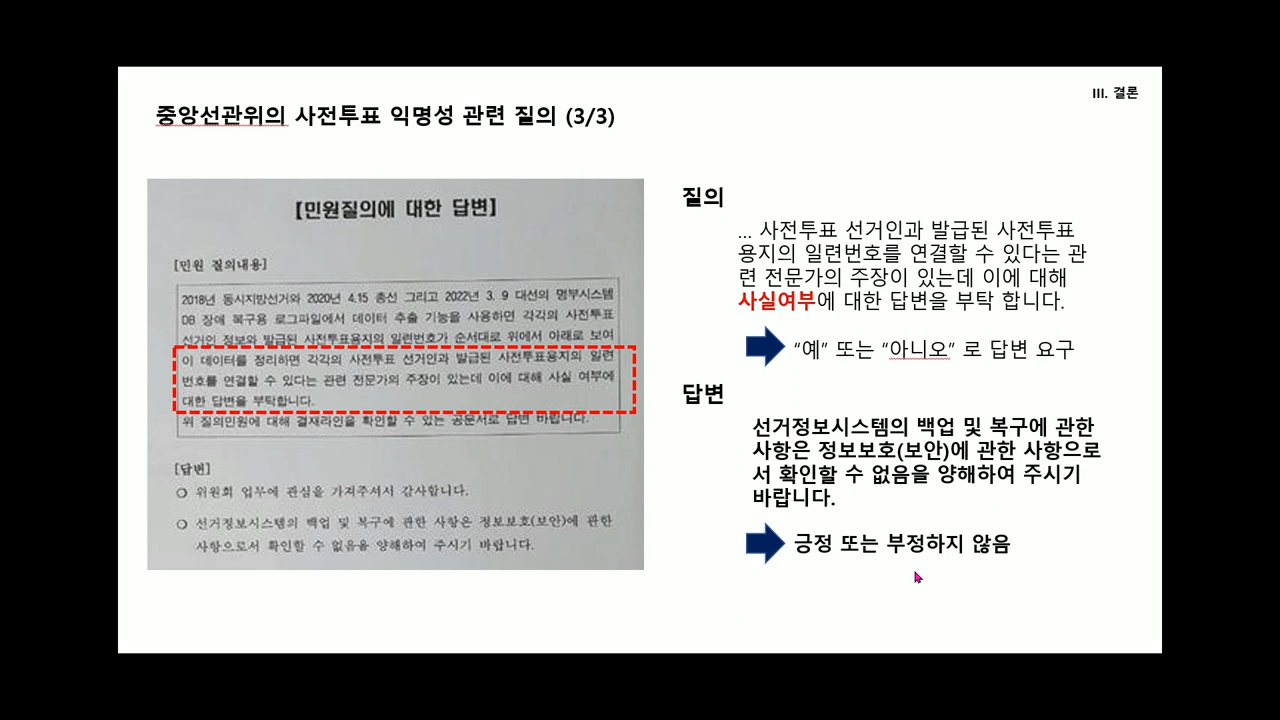 III. 결론
중앙선관위의 사전투표 익명성 관련 질의 (3/3)
【민원질의에 대한 답변】
[민원 질의내용]
2018년 동시지방선거와 2020년 4.15 총선 그리고 2022년 3. 9 대선의 명부시스템
DB 장애 복구용 로그파일에서 데이터 추출 기능을 사용하면 각각의 사전투표
선거인 정보와 발급된 사전투표용지의 일련번호가 순서대로 위에서 아래로 보여
이 데이터를 정리하면 각각의 사전투표 선거인과 발급된 사전투표용지의 일련
번호를 연결할 수 있다는 관련 전문가의 주장이 있는데 이에 대해 사실 여부에
대한 답변을 부탁합니다.
위 질의민원에 대해 결재라인을 확인할 수 있는 공문서로 답변 바랍니다.
[답변]
❍ 위원회 업무에 관심을 가져주셔서 감사합니다.
❍ 선거정보시스템의 백업 및 복구에 관한 사항은 정보보호(보안)에 관한
사항으로서 확인할 수 없음을 양해하여 주시기 바랍니다.
질의
... 사전투표 선거인과 발급된 사전투표
용지의 일련번호를 연결할 수 있다는 관
련 전문가의 주장이 있는데 이에 대해
사실여부에 대한 답변을 부탁 합니다.
“예” 또는 “아니오” 로 답변 요구
답변
선거정보시스템의 백업 및 복구에 관한
사항은 정보보호(보안)에 관한 사항으로
서 확인할 수 없음을 양해하여 주시기
바랍니다.
긍정 또는 부정하지 않음